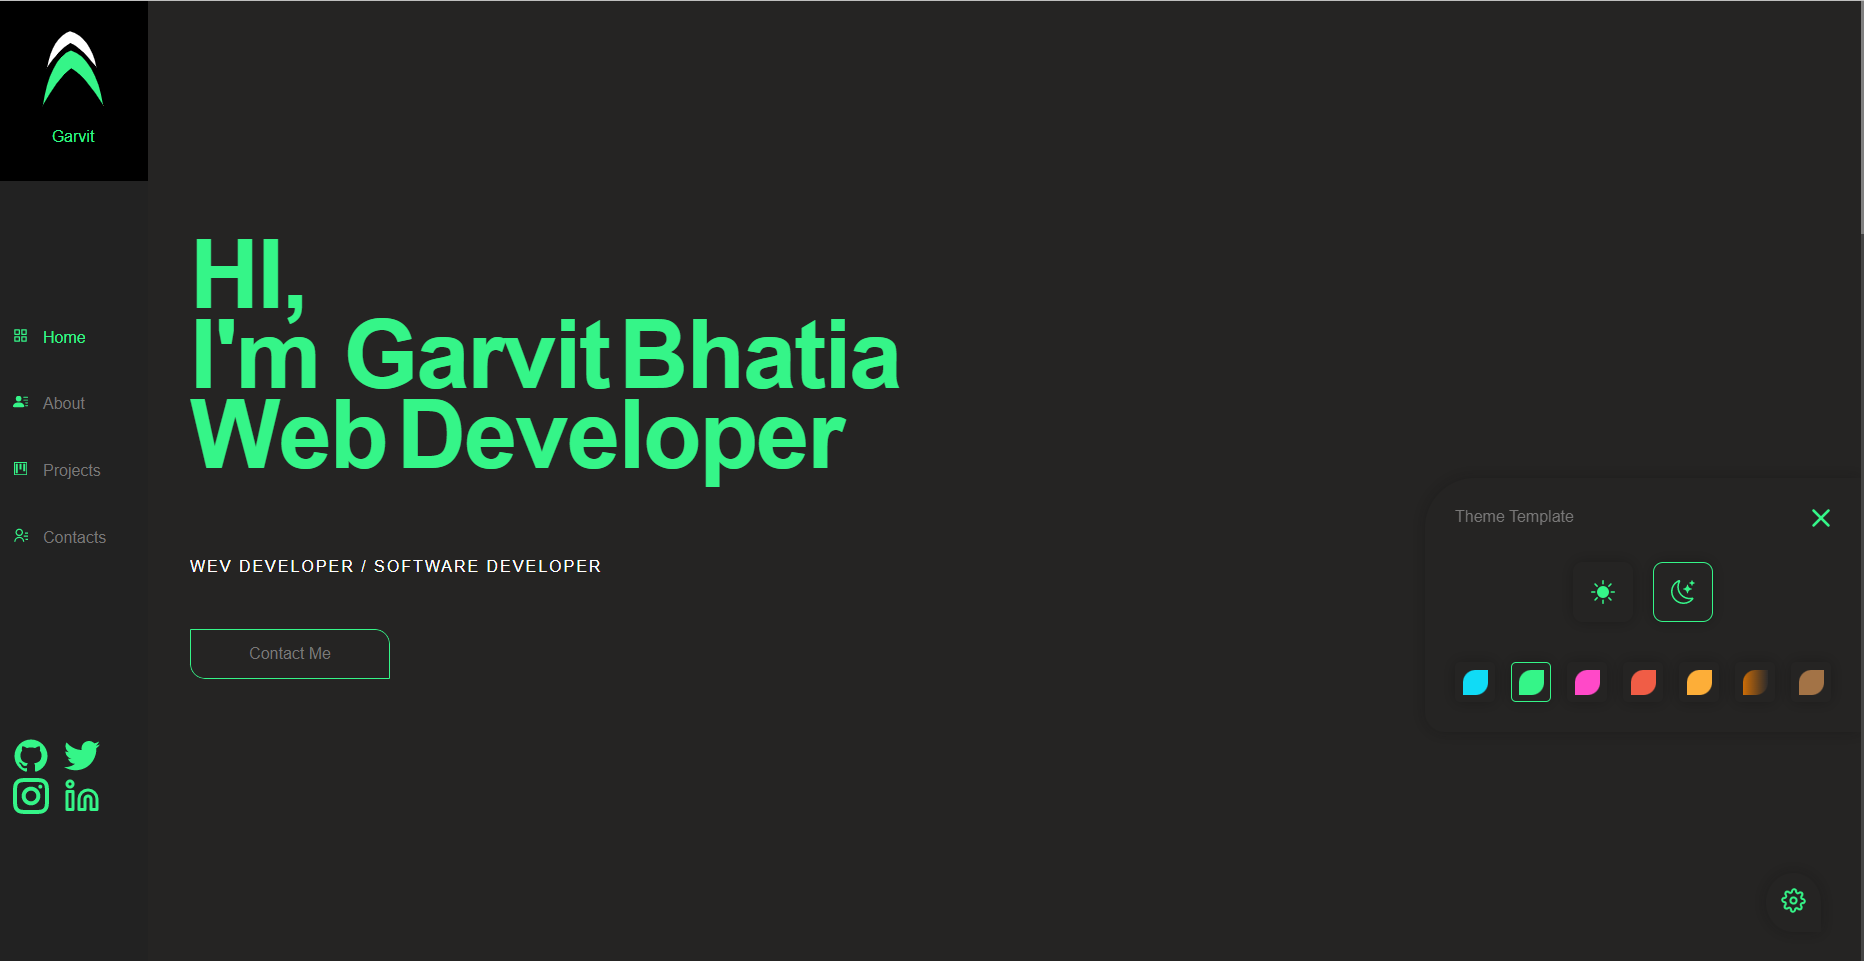 Garvit
Home
About
Projects
Contacts
HI,
I'm Garvit Bhatia
Web Developer
WEV DEVELOPER / SOFTWARE DEVELOPER
Contact Me
Theme Template